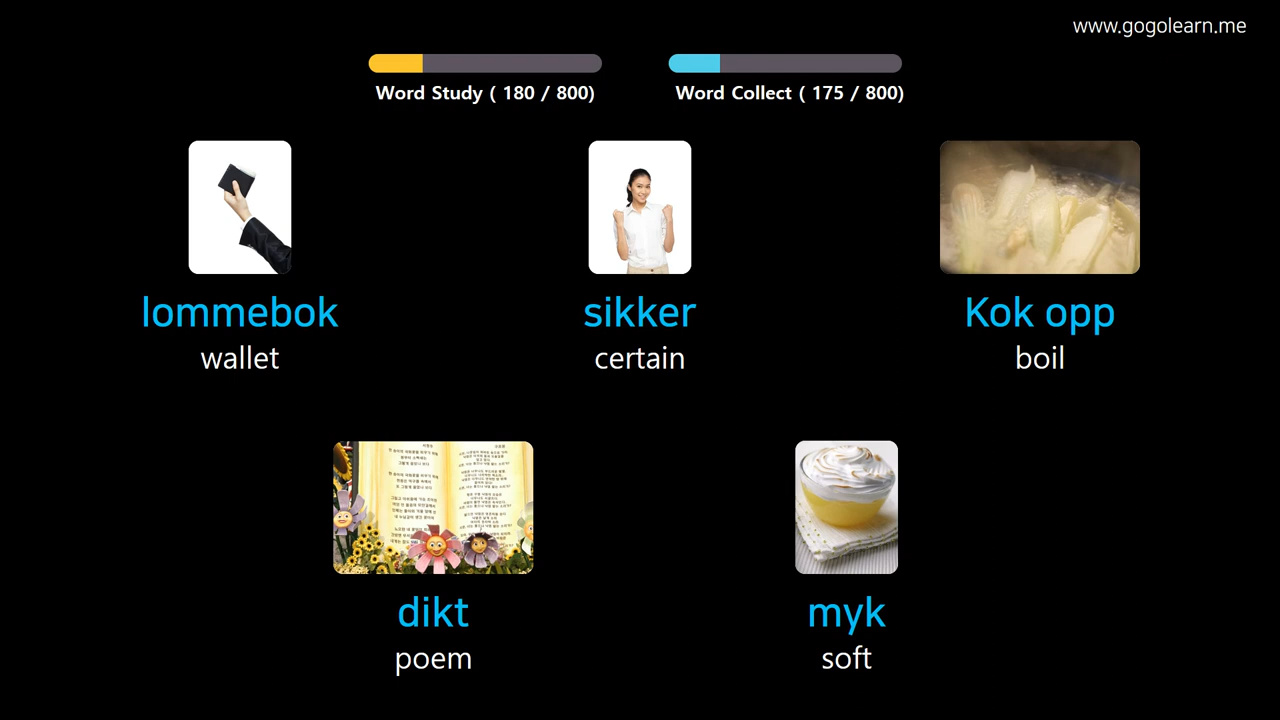 www.gogolearn.me
Word Study ( 180 / 800)
Word Collect ( 175 / 800)
lommebok
wallet
sikker
certain
Kok opp
boil
dikt
poem
myk
soft